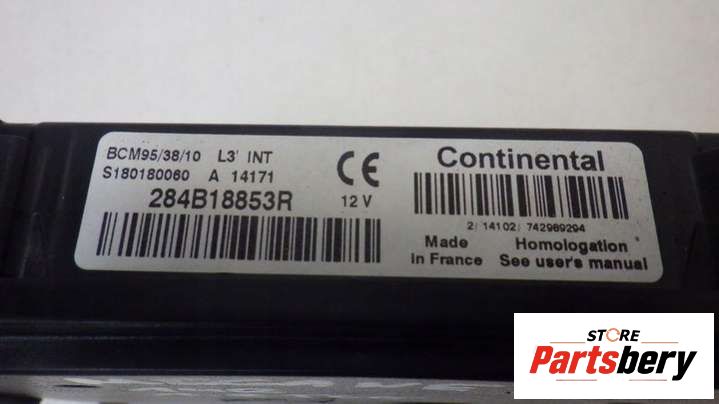 BCM95/38/10 L3' INT
S180180060 A 14171
284B18853R
CE
12 V
Continental
2| 14102| 742989294
Made in France
Homologation
See user's manual
STORE
Partsbery